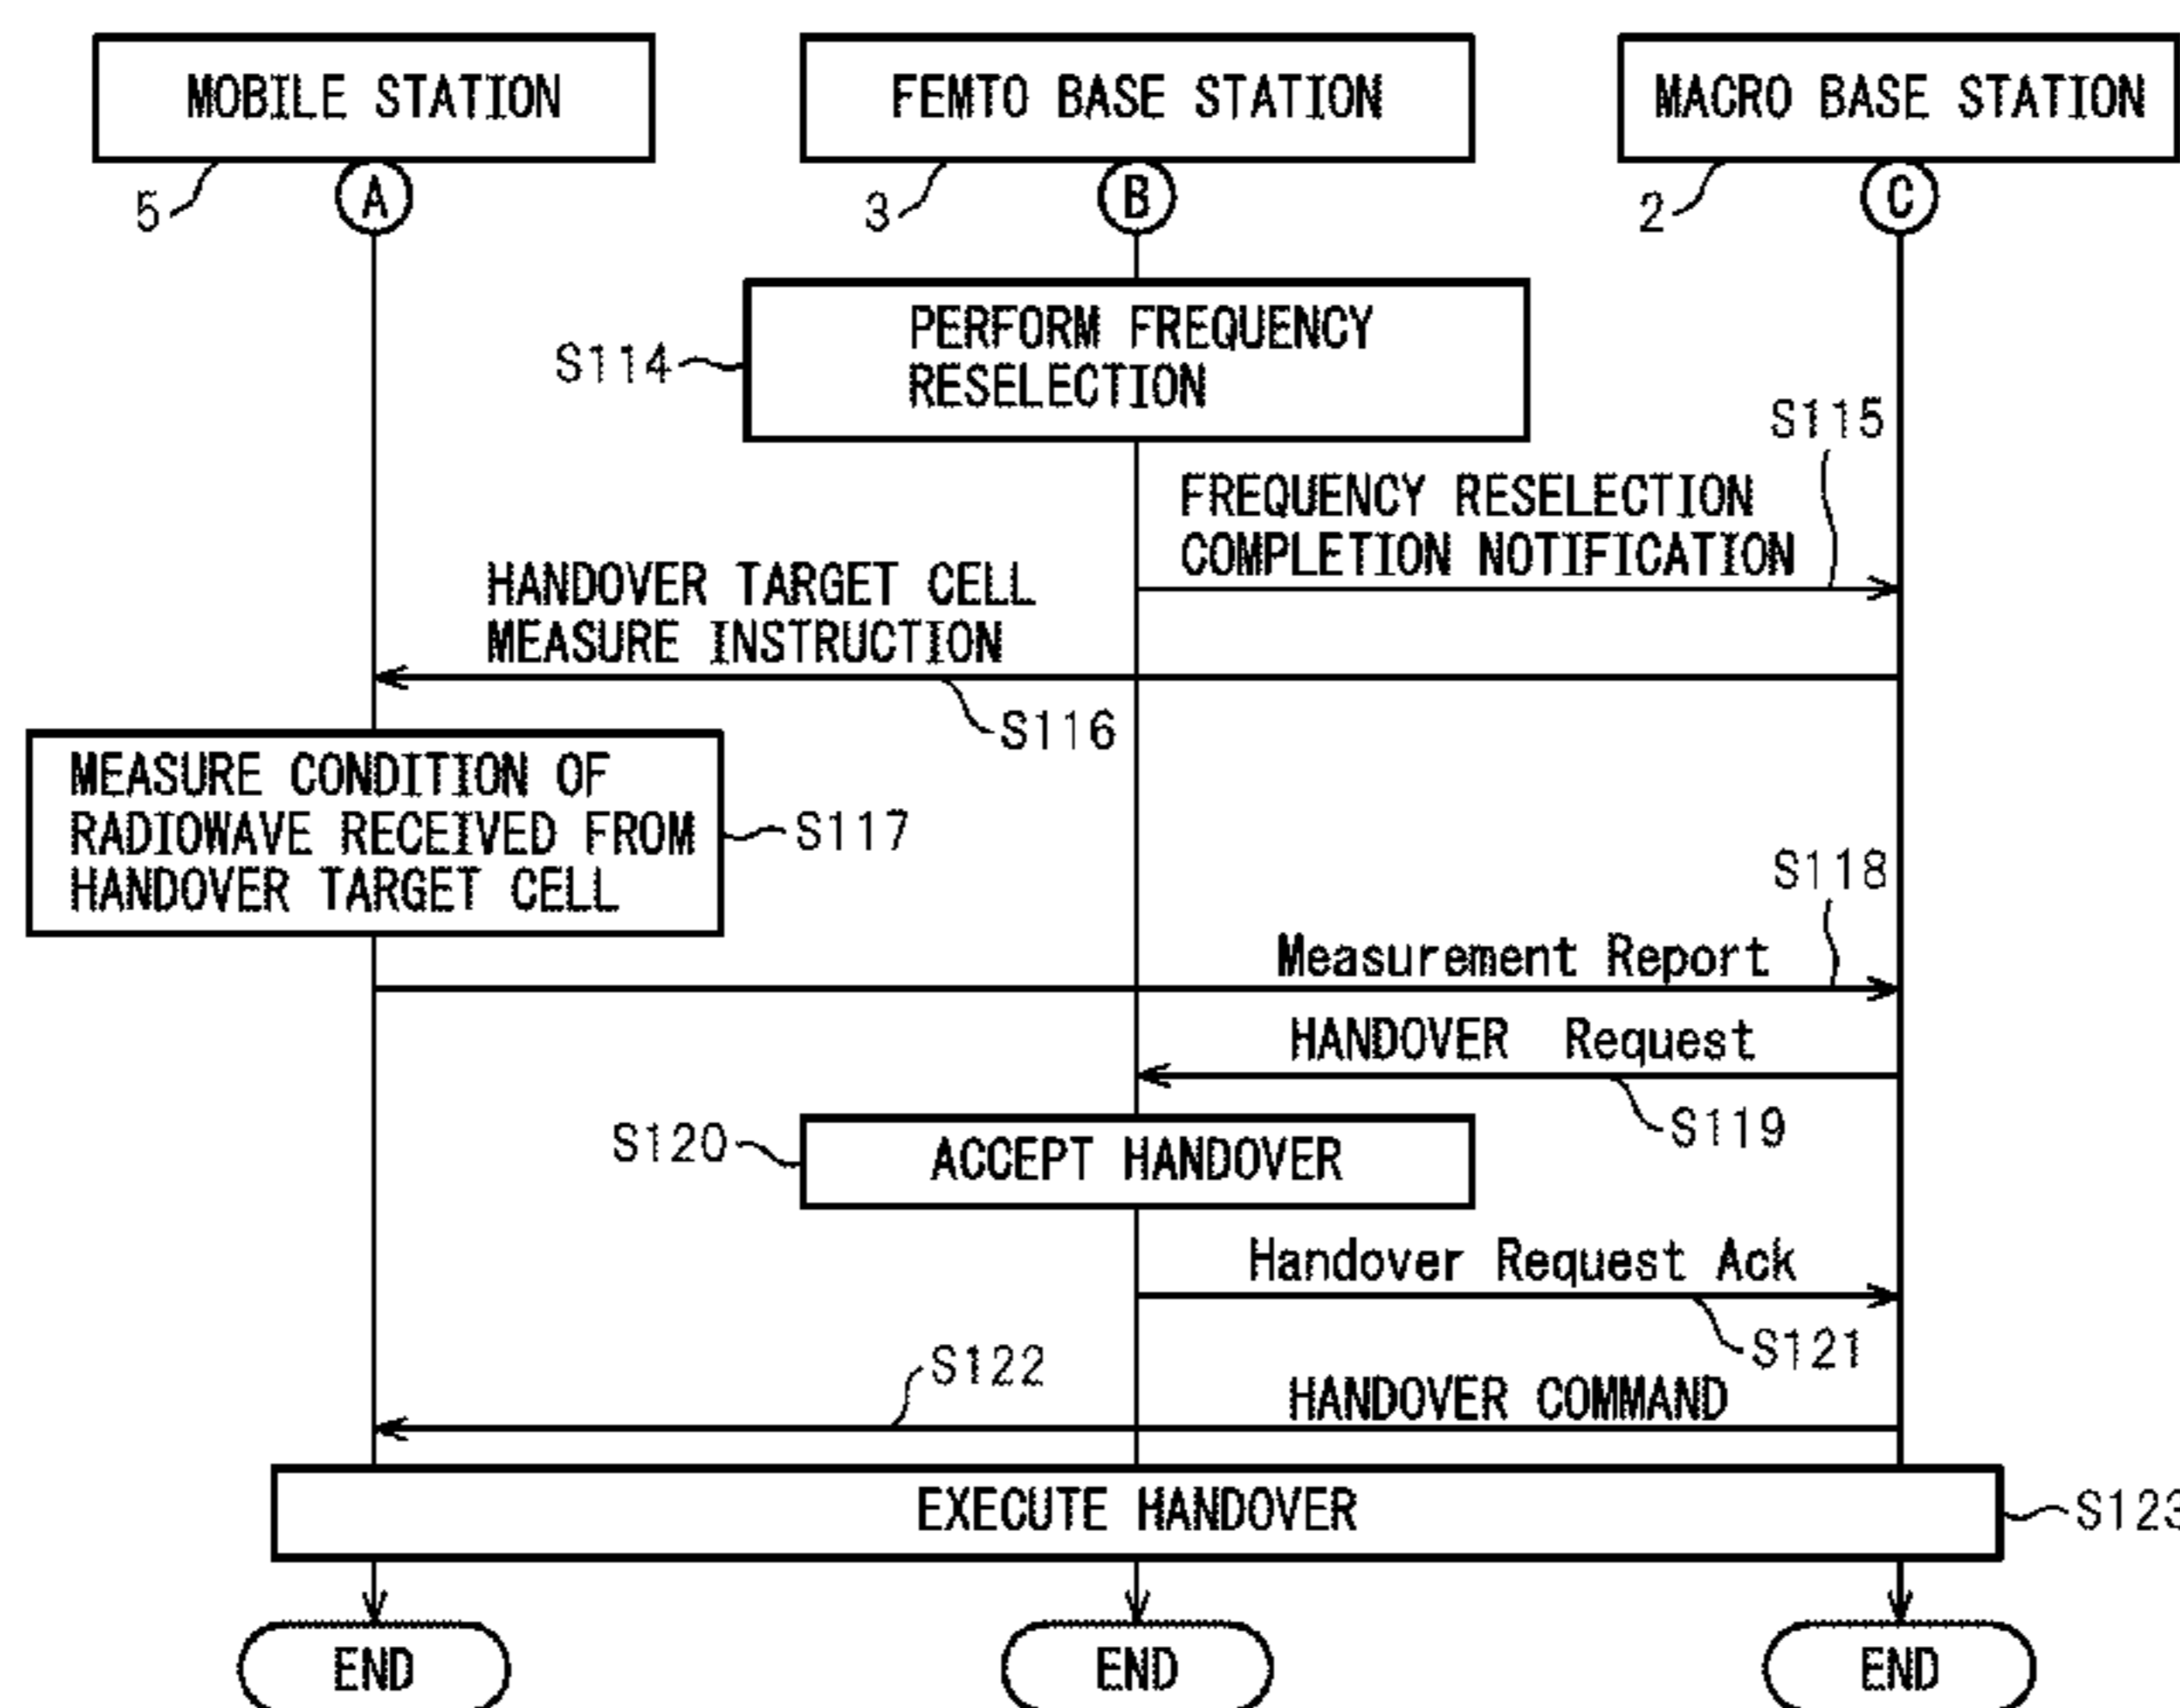 MOBILE STATION
FEMTO BASE STATION
MACRO BASE STATION
5
A
3
B
2
C
S114
PERFORM FREQUENCY
RESELECTION
S115
FREQUENCY RESELECTION
COMPLETION NOTIFICATION
HANDOVER TARGET CELL
MEASURE INSTRUCTION
S116
MEASURE CONDITION OF
RADIOWAVE RECEIVED FROM
HANDOVER TARGET CELL
S117
S118
Measurement Report
HANDOVER Request
S119
S120
ACCEPT HANDOVER
Handover Request Ack
S121
S122
HANDOVER COMMAND
EXECUTE HANDOVER
S123
END
END
END